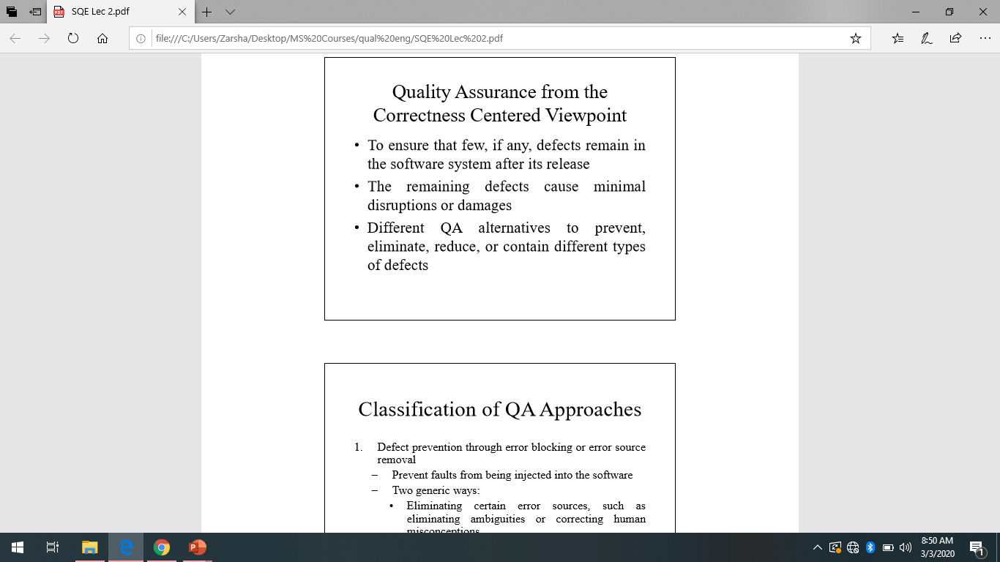 SQE Lec 2.pdf
file:///C:/Users/Zarsha/Desktop/MS%20Courses/qual%20eng/SQE%20Lec%202.pdf
Quality Assurance from the
Correctness Centered Viewpoint
• To ensure that few, if any, defects remain in
the software system after its release
• The remaining defects cause minimal
disruptions or damages
• Different QA alternatives to prevent,
eliminate, reduce, or contain different types
of defects
Classification of QA Approaches
1. Defect prevention through error blocking or error source
removal
– Prevent faults from being injected into the software
– Two generic ways:
• Eliminating certain error sources, such as
eliminating ambiguities or correcting human
misconceptions
8:50 AM
3/3/2020
1